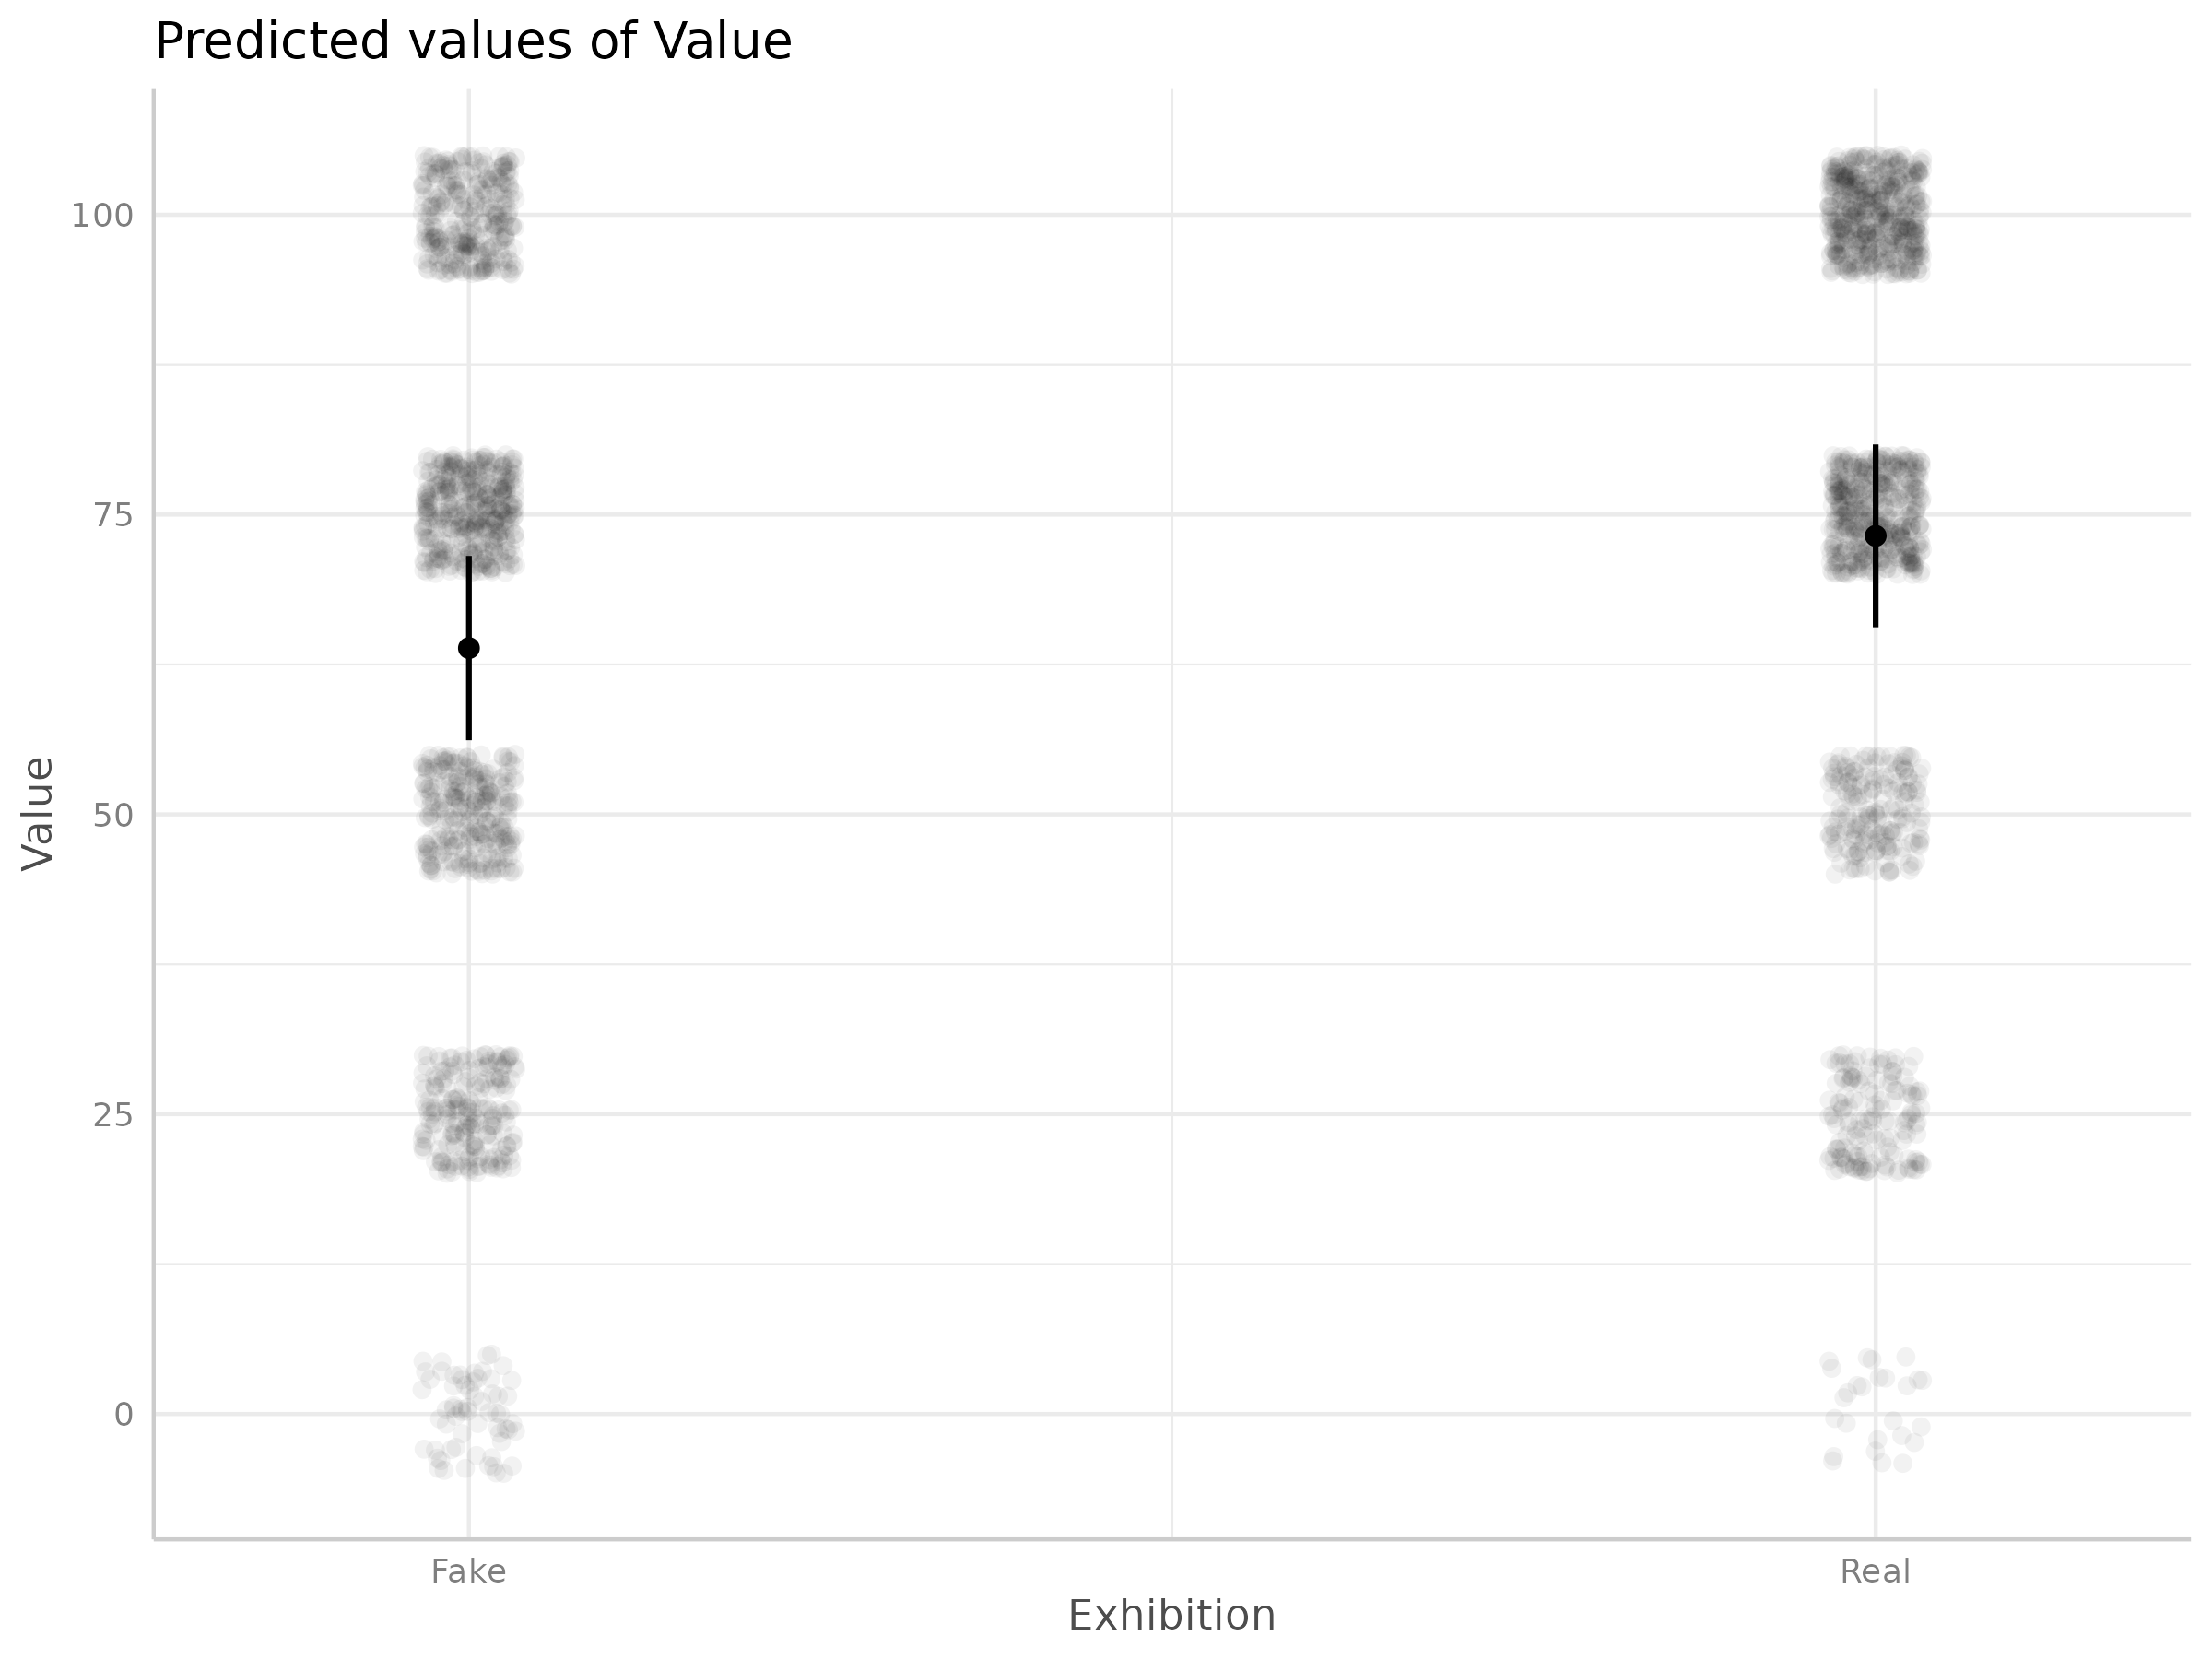 Predicted values of Value
100
75
50
25
0
Value
Fake
Real
Exhibition